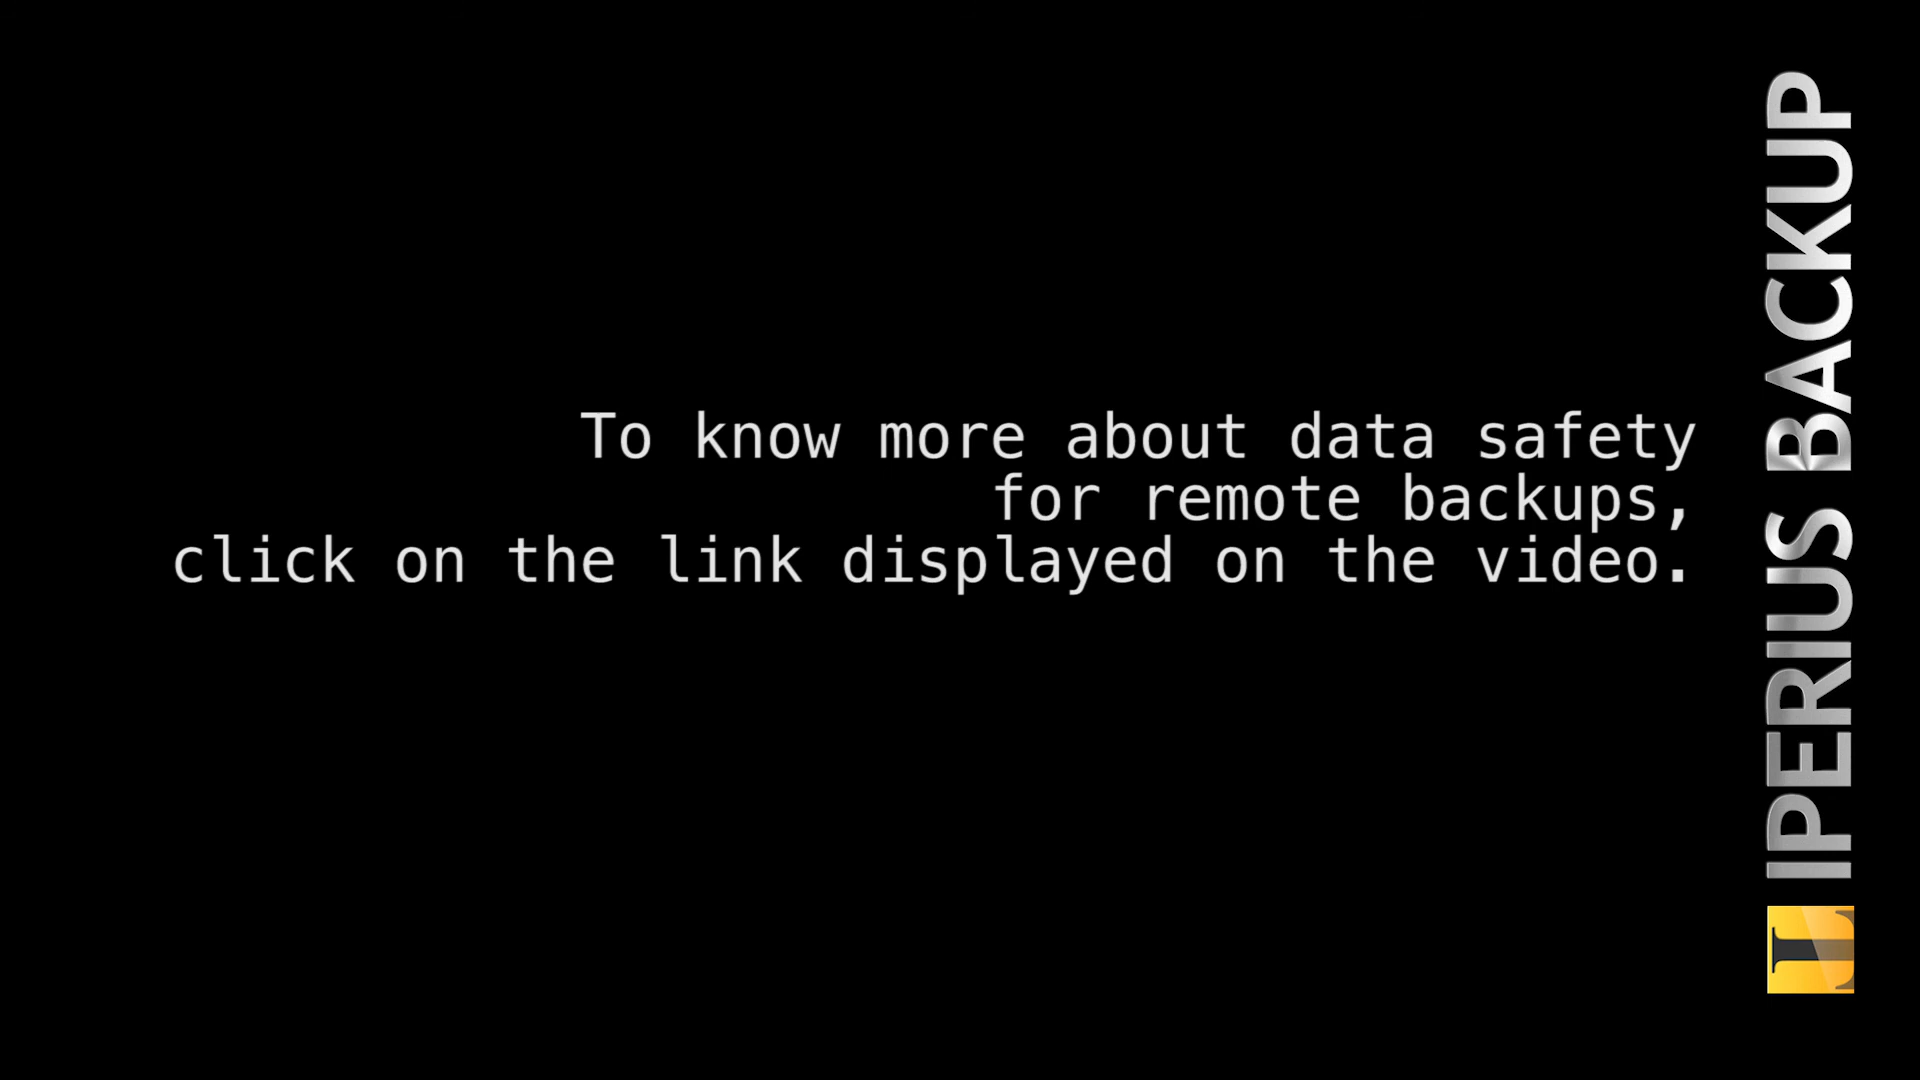 To know more about data safety
for remote backups,
click on the link displayed on the video.
IPERIUS BACKUP
I